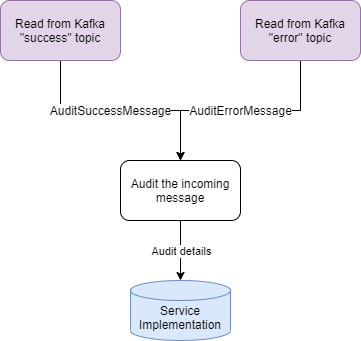 Read from Kafka
"success" topic
Read from Kafka
"error" topic
AuditSuccessMessage
AuditErrorMessage
Audit the incoming
message
Audit details
Service
Implementation